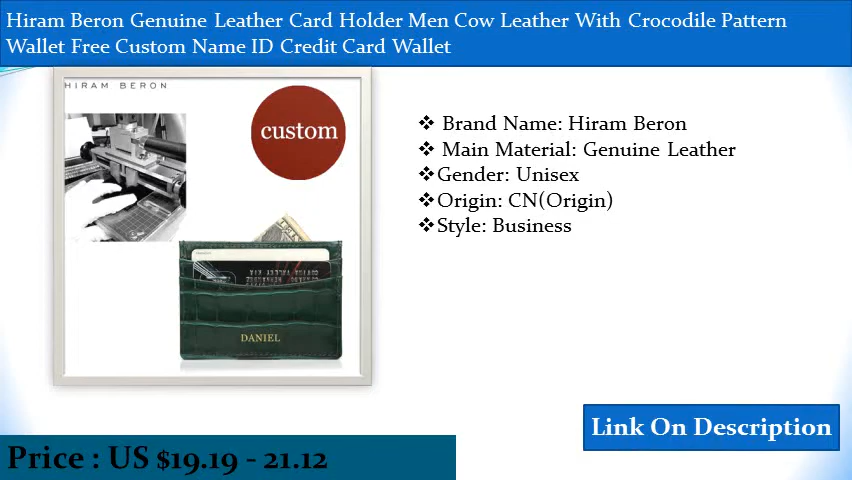 Hiram Beron Genuine Leather Card Holder Men Cow Leather With Crocodile Pattern
Wallet Free Custom Name ID Credit Card Wallet
HIRAM BERON
custom
❖ Brand Name: Hiram Beron
❖ Main Material: Genuine Leather
❖Gender: Unisex
❖Origin: CN(Origin)
❖Style: Business
DANIEL
Link On Description
Price : US $19.19 - 21.12